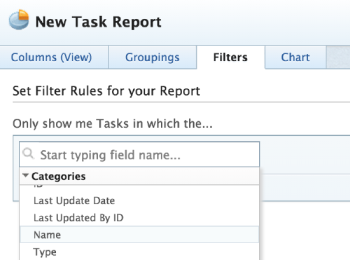 New Task Report
Columns (View) Groupings Filters Chart
Set Filter Rules for your Report
Only show me Tasks in which the...
Start typing field name...
Categories
ID
Last Update Date
Last Updated By ID
Name
Type